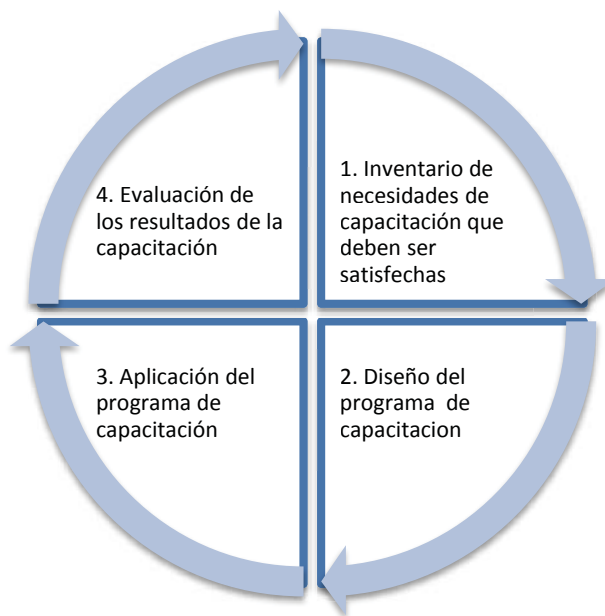 1. Inventario de
necesidades de
capacitación que
deben ser
satisfechas
2. Diseño del
programa de
capacitacion
3. Aplicación del
programa de
capacitación
4. Evaluación de
los resultados de la
capacitación